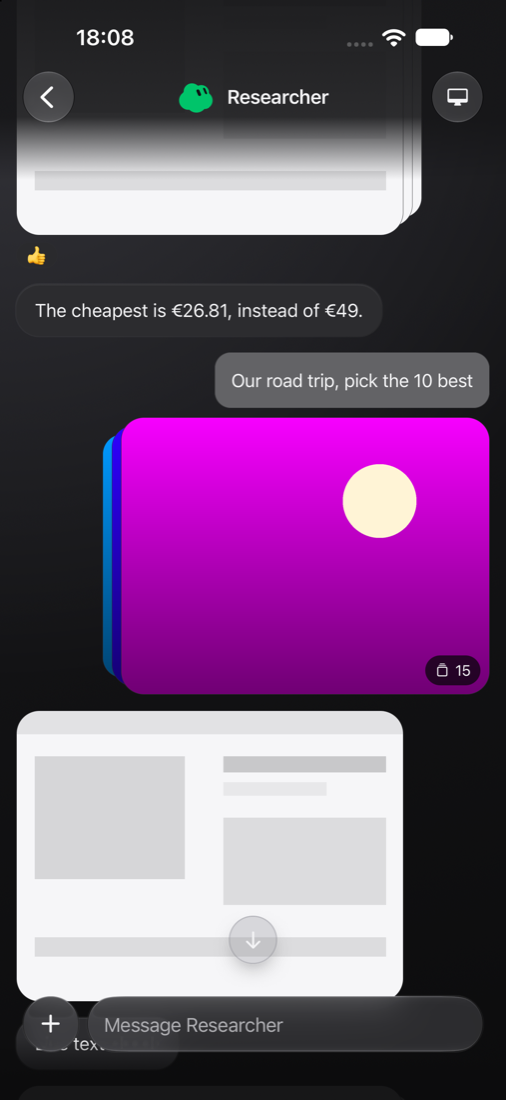 18:08
Researcher
👍
The cheapest is €26.81, instead of €49.
Our road trip, pick the 10 best
15
Message Researcher